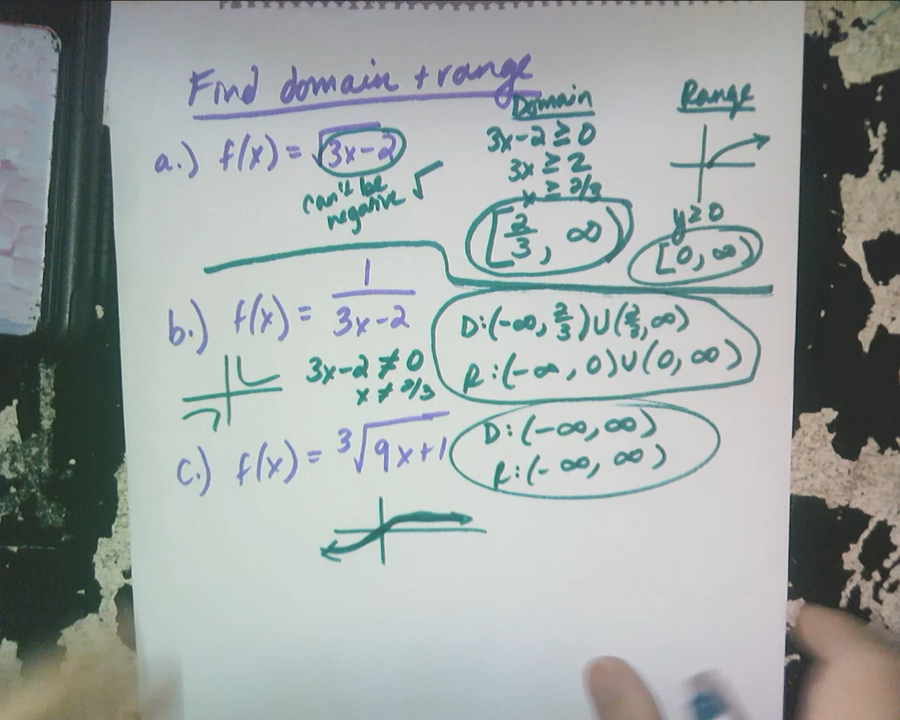 Find domain + range
Domain
Range
a.) f(x) = √3x-2
can't be
negative √
3x-2 ≥ 0
3x ≥ 2
x ≥ 2/3
[2/3, ∞)
y ≥ 0
[0, ∞)
b.) f(x) = 1/3x-2
3x-2 ≠ 0
x ≠ 2/3
D: (-∞, 2/3) U (2/3, ∞)
R: (-∞, 0) U (0, ∞)
c.) f(x) = ³√9x+1
D: (-∞, ∞)
R: (-∞, ∞)